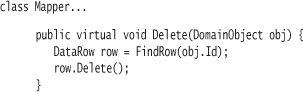 class Mapper...
public virtual void Delete(DomainObject obj) {
DataRow row = FindRow(obj.Id);
row.Delete();
}